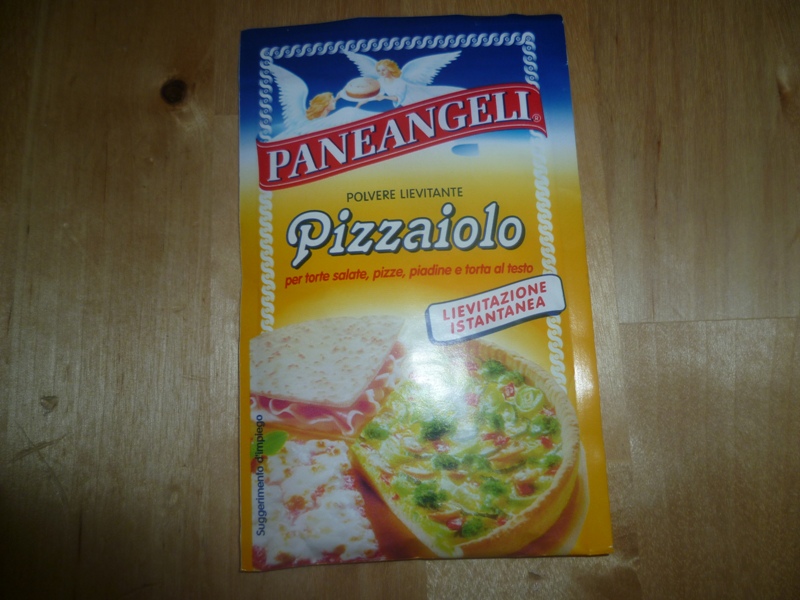 PANEANGELI®
POLVERE LIEVITANTE
Pizzaiolo
per torte salate, pizze, piadine e torta al testo
LIEVITAZIONE
ISTANTANEA
Suggerimento d'impiego